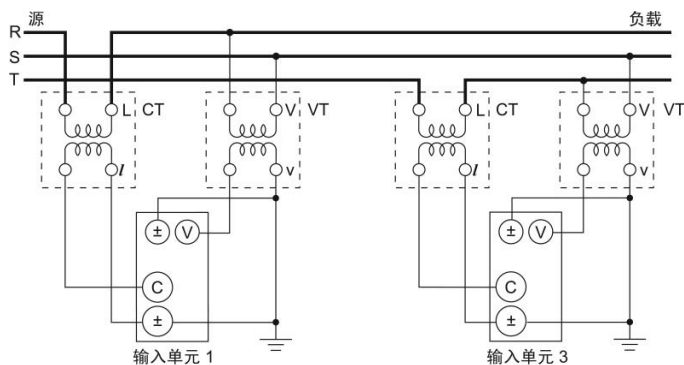 R 源 负载
S
T
L CT V VT L CT V VT
l v l v
± V ± V
C C
± ±
输入单元 1 输入单元 3